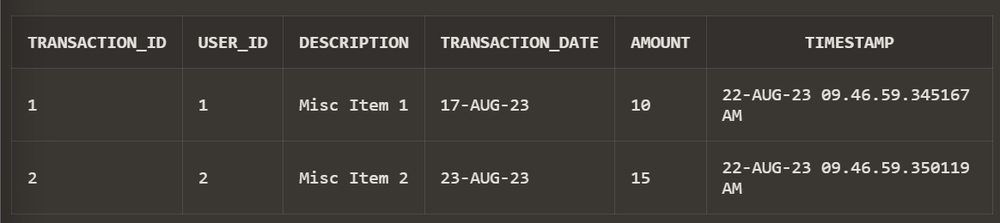 TRANSACTION_ID USER_ID DESCRIPTION TRANSACTION_DATE AMOUNT TIMESTAMP
1 1 Misc Item 1 17-AUG-23 10 22-AUG-23 09.46.59.345167
AM
2 2 Misc Item 2 23-AUG-23 15 22-AUG-23 09.46.59.350119
AM